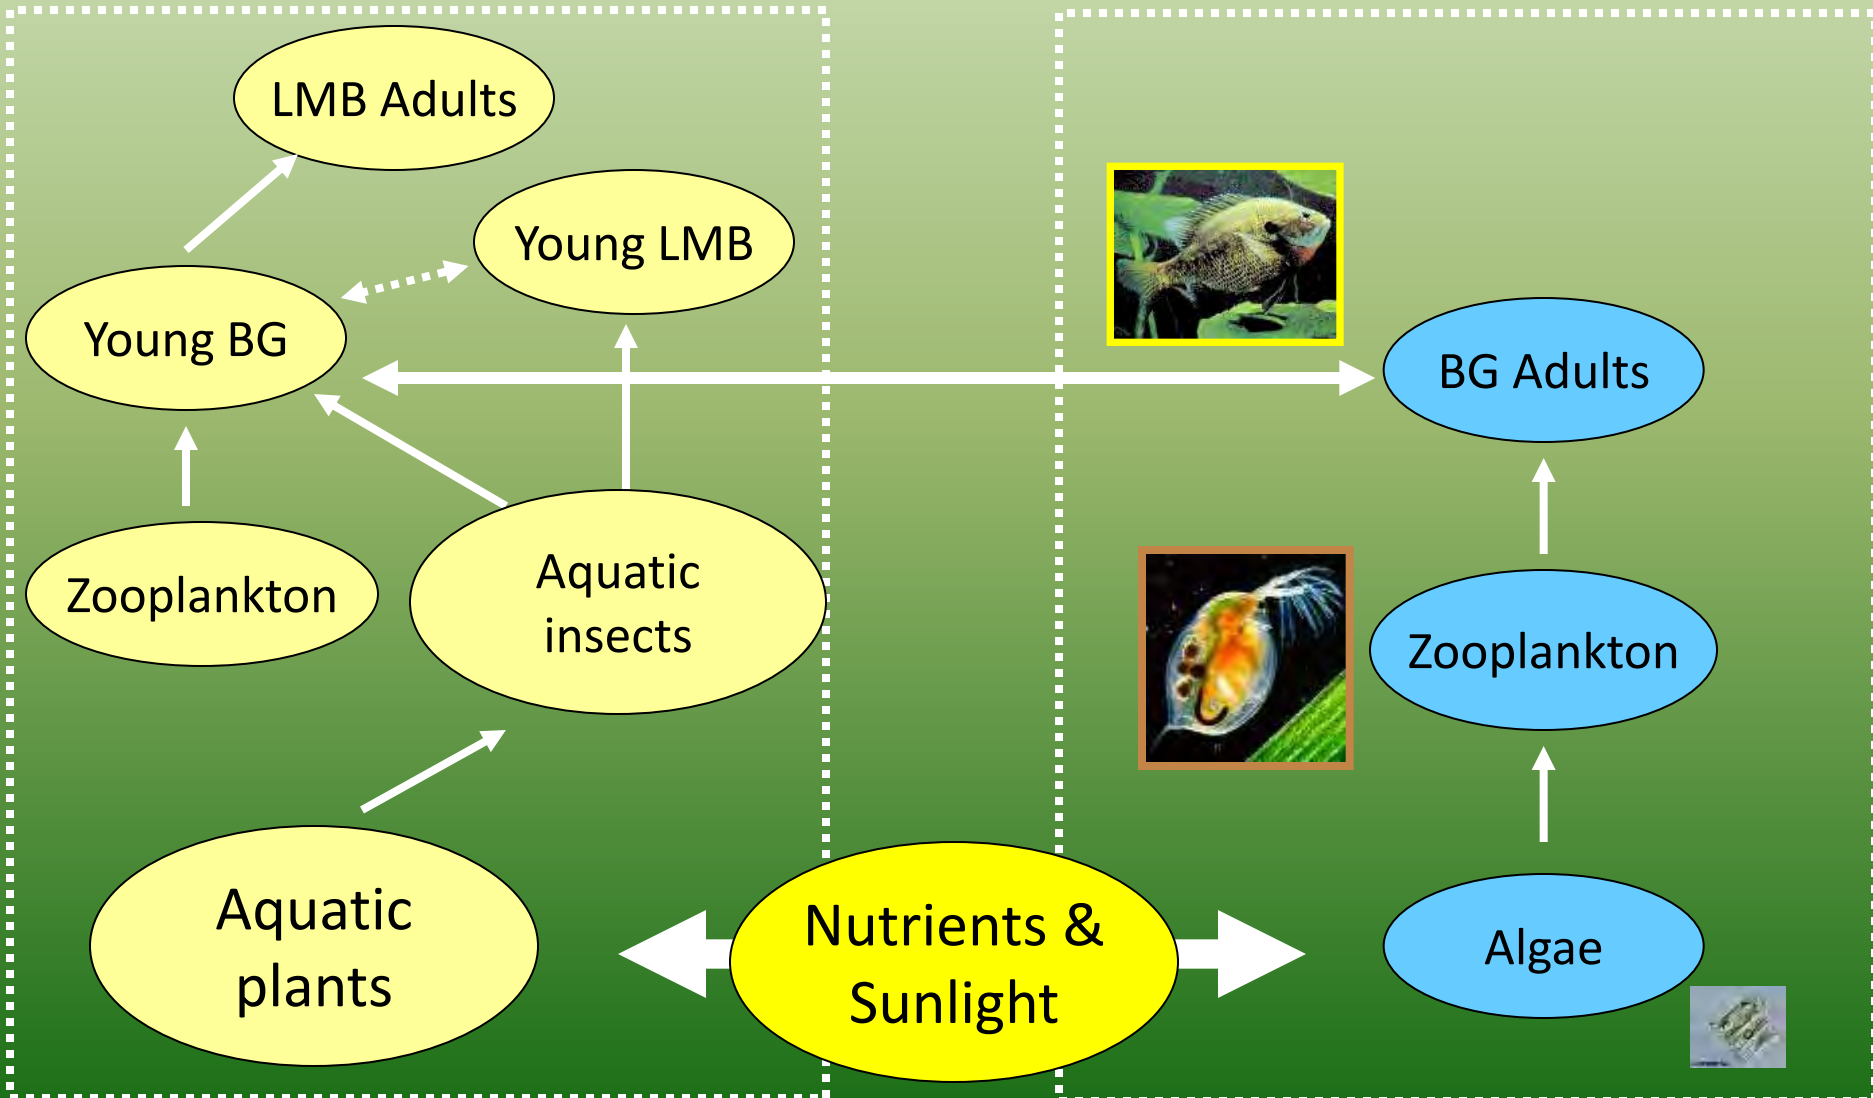 LMB Adults
Young LMB
Young BG
BG Adults
Zooplankton
Aquatic
insects
Zooplankton
Aquatic
plants
Nutrients &
Sunlight
Algae